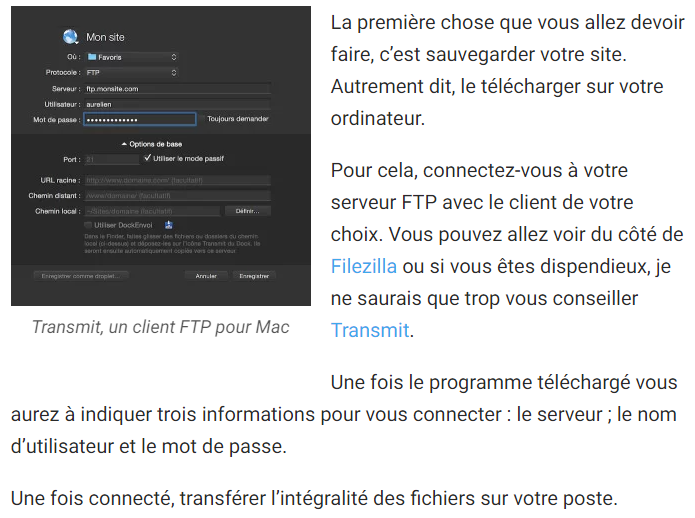 Mon site
Où : Favoris
Protocole : FTP
Serveur : ftp.monsite.com
Utilisateur : aurelien
Mot de passe : ••••••••••••• Toujours demander
Options de base
Port : 21 Utiliser le mode passif
URL racine : http://www.domaine.com/ (facultatif)
Chemin distant : /www/domaine/ (facultatif)
Chemin local : ~/Sites/domaine (facultatif) Définir...
Utiliser DockEnvoi
Dans le Finder, faites glisser des fichiers ou dossiers du chemin
local (ci-dessus) et déposez-les sur l'icône Transmit du Dock. Ils
seront ensuite automatiquement copiés vers ce serveur.
Enregistrer comme droplet... Annuler Enregistrer
Transmit, un client FTP pour Mac
La première chose que vous allez devoir
faire, c’est sauvegarder votre site.
Autrement dit, le télécharger sur votre
ordinateur.
Pour cela, connectez-vous à votre
serveur FTP avec le client de votre
choix. Vous pouvez allez voir du côté de
Filezilla ou si vous êtes dispendieux, je
ne saurais que trop vous conseiller
Transmit.
Une fois le programme téléchargé vous
aurez à indiquer trois informations pour vous connecter : le serveur ; le nom
d’utilisateur et le mot de passe.
Une fois connecté, transférer l’intégralité des fichiers sur votre poste.